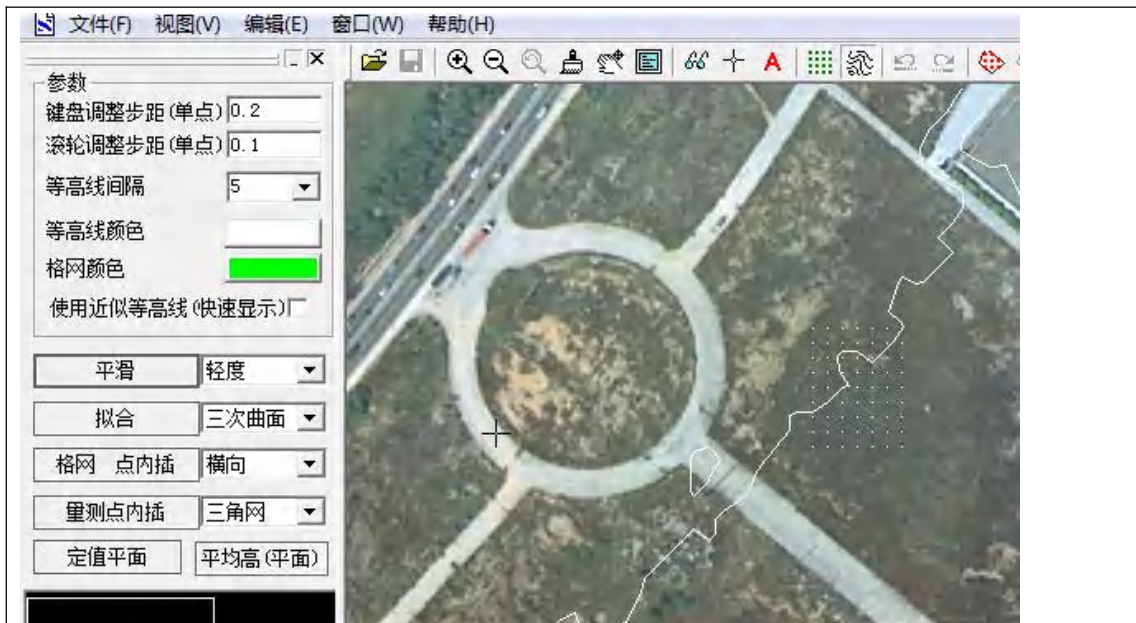 文件(F) 视图(V) 编辑(E) 窗口(W) 帮助(H)
A
参数
键盘调整步距(单点) 0.2
滚轮调整步距(单点) 0.1
等高线间隔 5
等高线颜色
格网颜色
使用近似等高线(快速显示)
平滑 轻度
拟合 三次曲面
格网 点内插 横向
量测点内插 三角网
定值平面 平均高(平面)